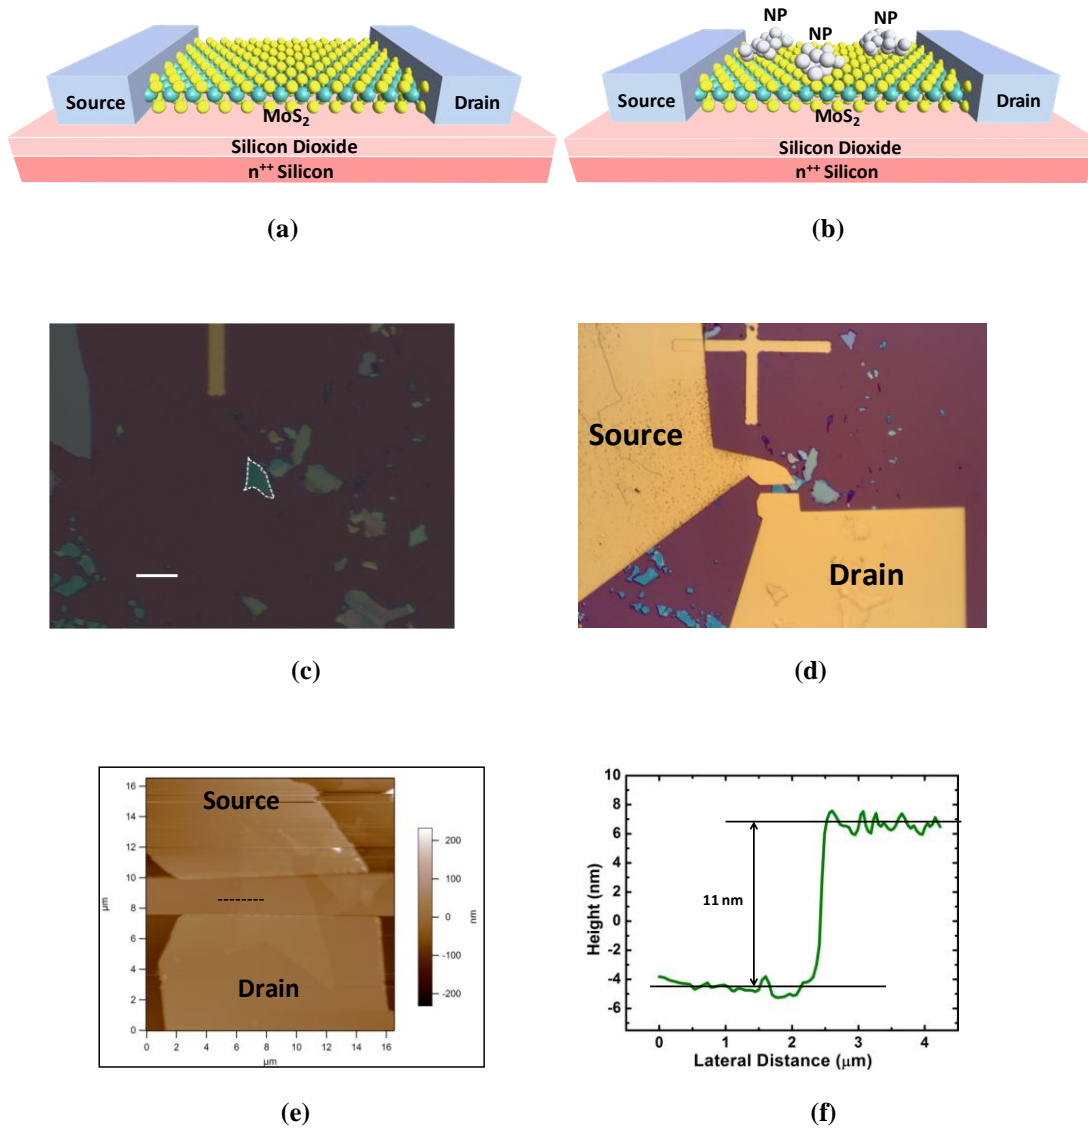 NP NP
NP
Source Drain
MoS2
Silicon Dioxide
n++ Silicon
(a)
Source Drain
MoS2
Silicon Dioxide
n++ Silicon
(b)
(c)
Source
Drain
(d)
Source
Drain
16
14
12
10
8
6
4
2
0
µm
0 2 4 6 8 10 12 14 16
µm
200
100
0
-100
-200
nm
(e)
10
8
6
4
2
0
-2
-4
-6
Height (nm)
11 nm
0 1 2 3 4
Lateral Distance (µm)
(f)